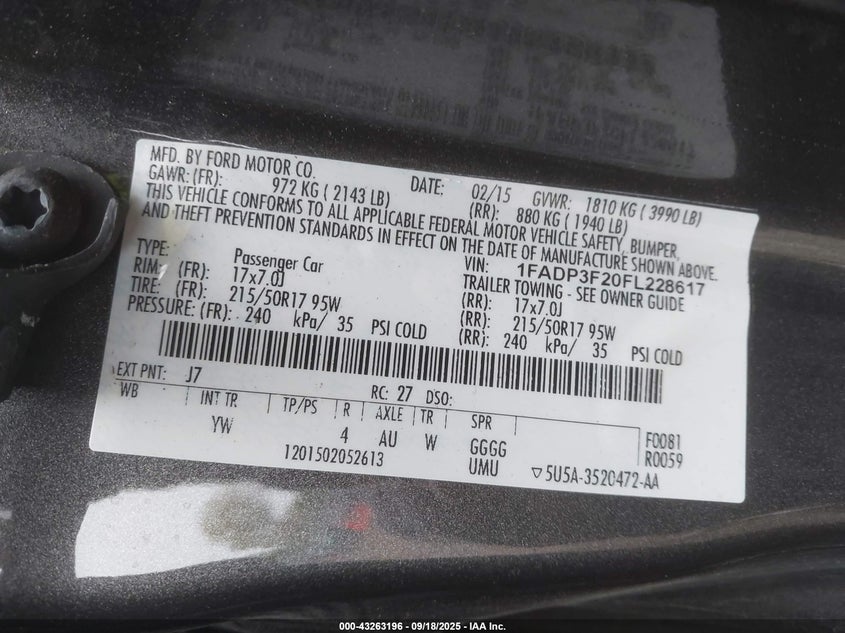 MFD. BY FORD MOTOR CO. DATE: 02/15 GVWR: 1810 KG ( 3990 LB)
GAWR: (FR): 972 KG ( 2143 LB) (RR): 880 KG ( 1940 LB)
THIS VEHICLE CONFORMS TO ALL APPLICABLE FEDERAL MOTOR VEHICLE SAFETY, BUMPER,
AND THEFT PREVENTION STANDARDS IN EFFECT ON THE DATE OF MANUFACTURE SHOWN ABOVE.
VIN: 1FADP3F20FL228617
TYPE: Passenger Car TRAILER TOWING - SEE OWNER GUIDE
RIM: (FR): 17x7.0J (RR): 17x7.0J
TIRE: (FR): 215/50R17 95W (RR): 215/50R17 95W
PRESSURE: (FR): 240 kPa/ 35 PSI COLD (RR): 240 kPa/ 35 PSI COLD
EXT PNT: J7 RC: 27 DSO:
WB INT TR TP/PS R AXLE TR SPR
YW 4 AU W GGGG F0081
1201502052613 UMU R0059
▽5U5A-3520472-AA
000-43263196 - 09/18/2025 - IAA Inc.